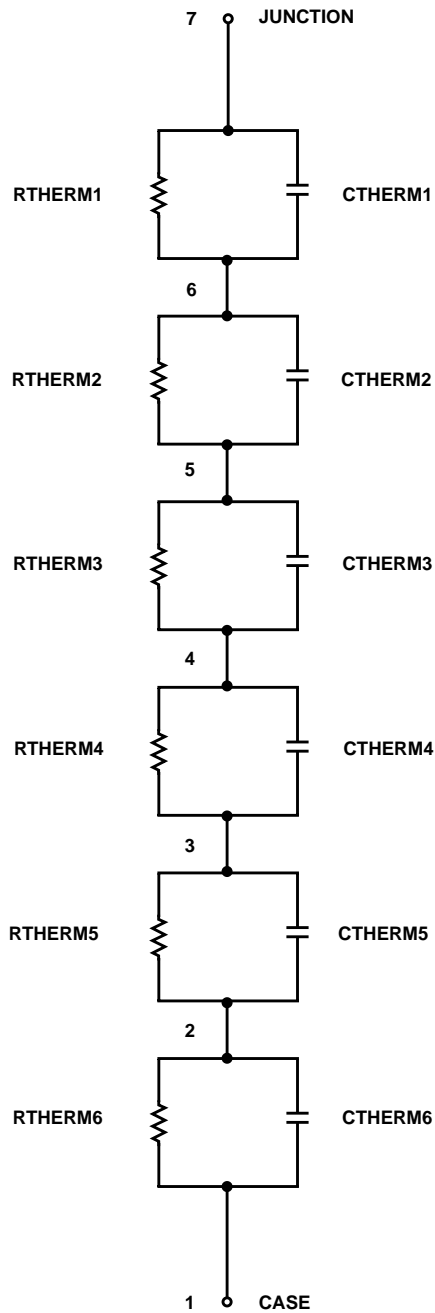 7 JUNCTION
RTHERM1 CTHERM1
6
RTHERM2 CTHERM2
5
RTHERM3 CTHERM3
4
RTHERM4 CTHERM4
3
RTHERM5 CTHERM5
2
RTHERM6 CTHERM6
1 CASE